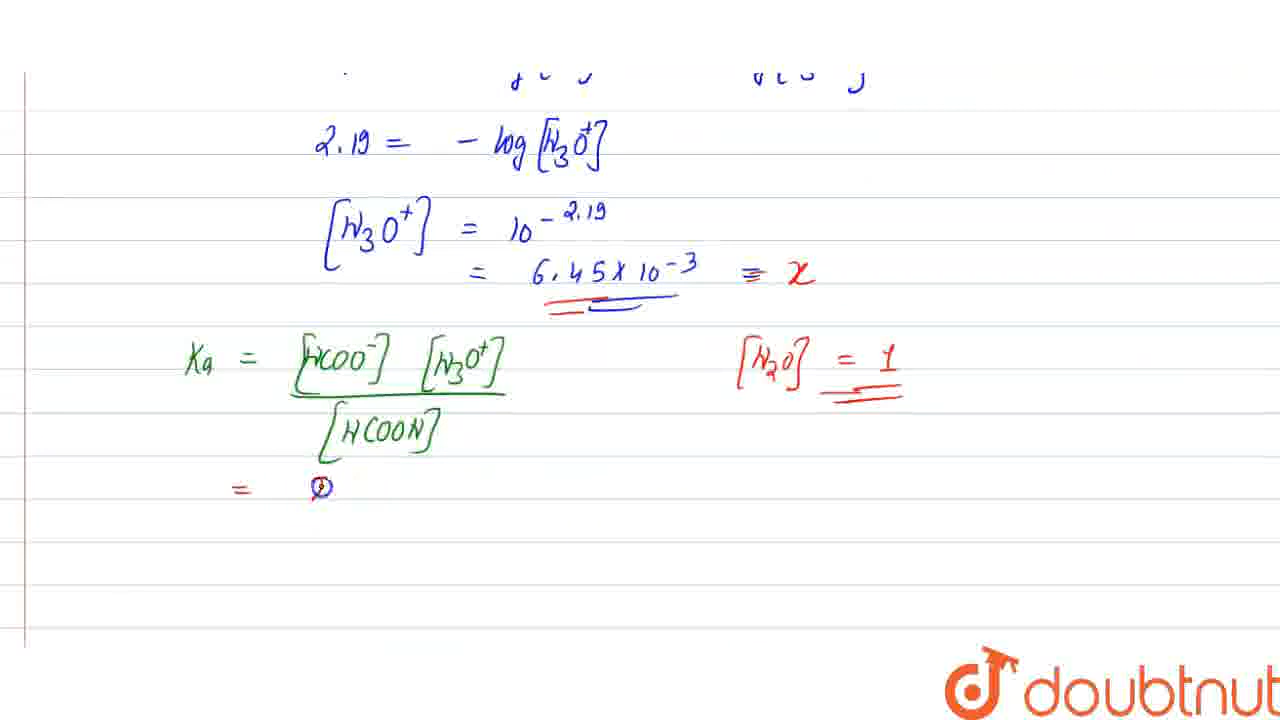 2.19 = - log [H₃O⁺]
[H₃O⁺] = 10⁻²·¹⁹
= 6.45 × 10⁻³ = x
Ka = [HCOO⁻] [H₃O⁺] / [HCOOH]
[H₂O] = 1
=
doubtnut